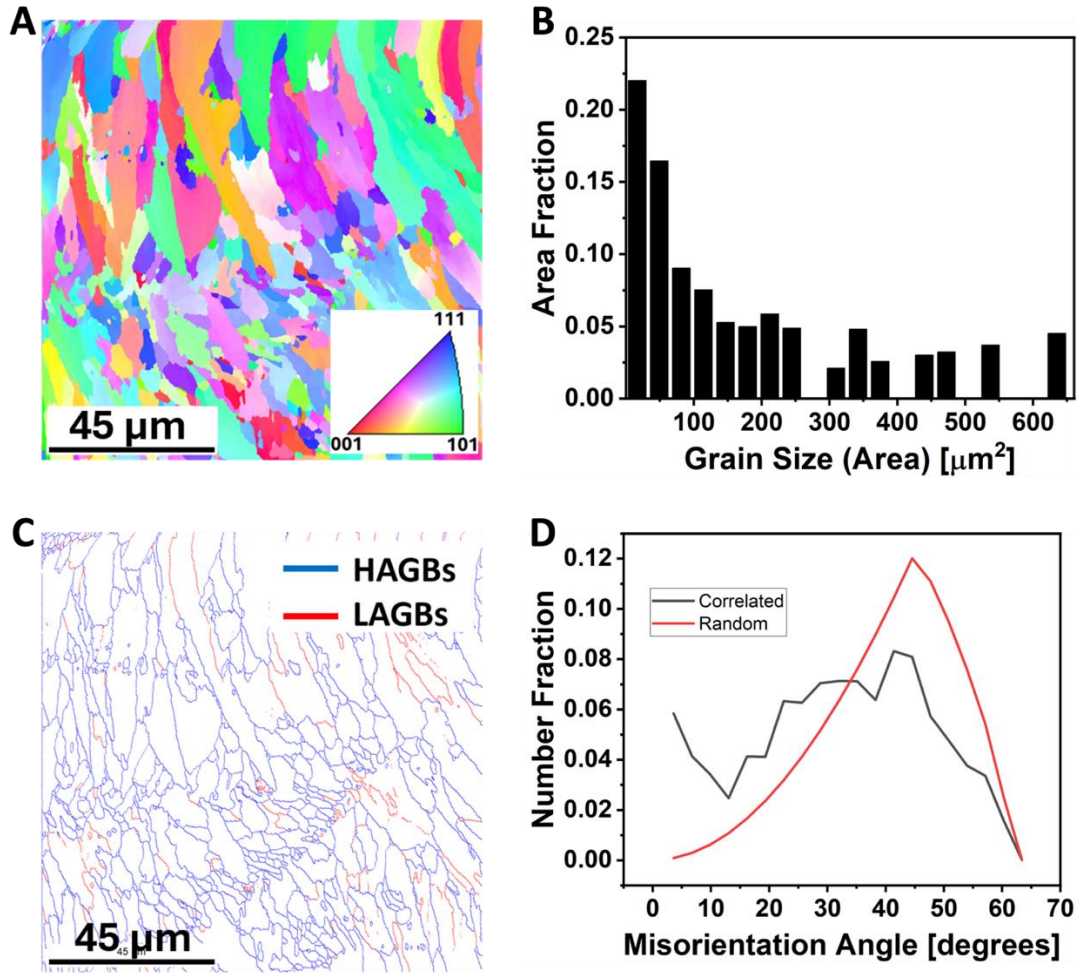 A
111
001
101
45 μm
B
0.25
0.20
0.15
0.10
0.05
0.00
Area Fraction
100 200 300 400 500 600
Grain Size (Area) [μm²]
C
HAGBs
LAGBs
45 μm
45 μm
D
0.12
0.10
0.08
0.06
0.04
0.02
0.00
Number Fraction
Correlated
Random
0 10 20 30 40 50 60 70
Misorientation Angle [degrees]